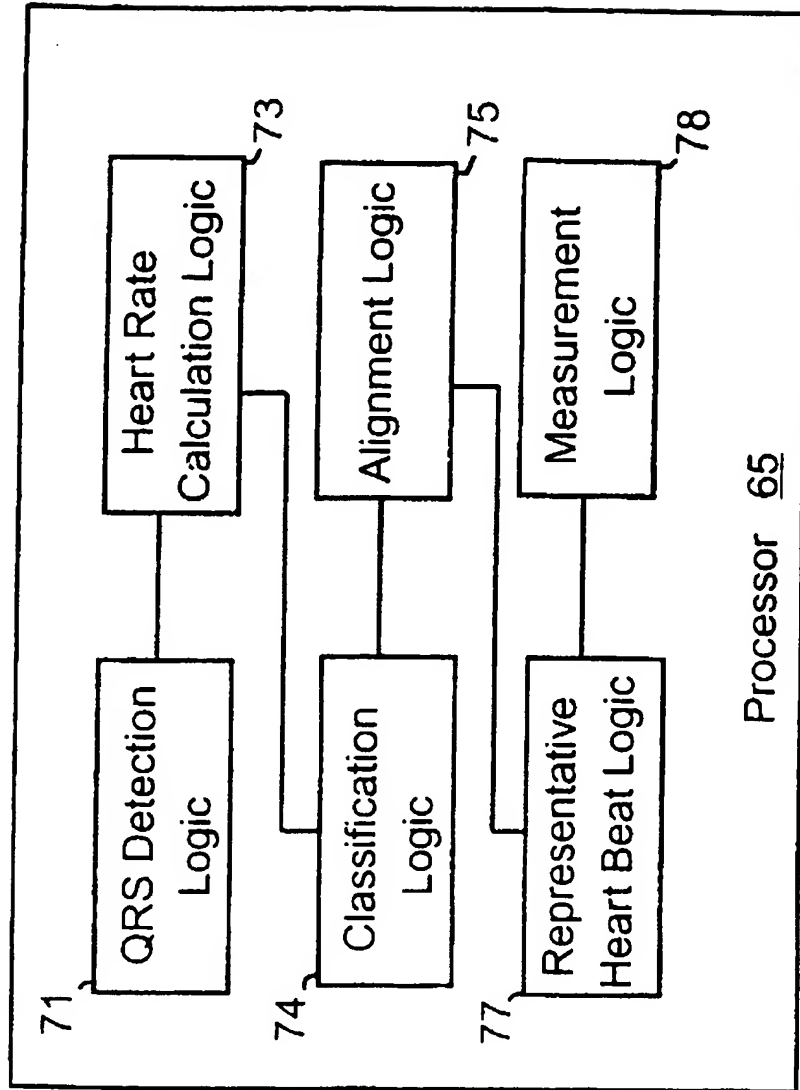 71
QRS Detection
Logic
Heart Rate
Calculation Logic
73
74
Classification
Logic
Alignment Logic
75
77
Representative
Heart Beat Logic
Measurement
Logic
78
Processor 65